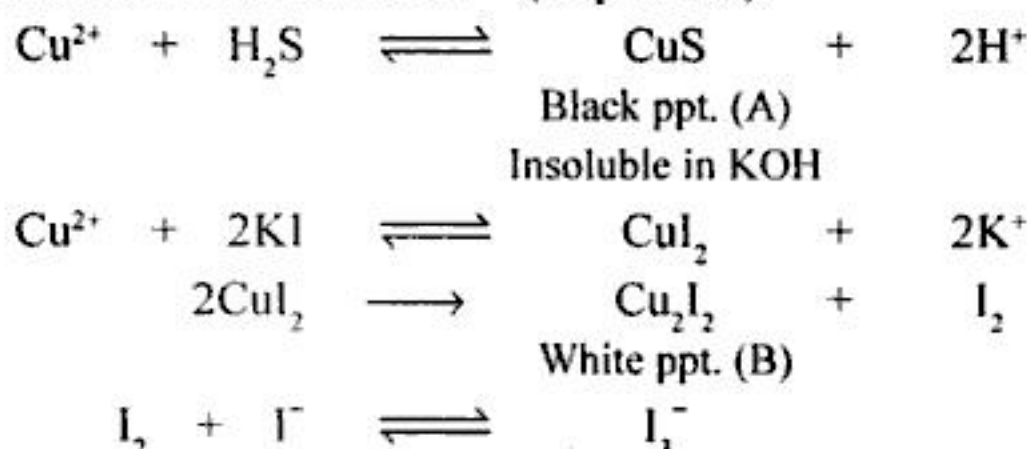 Cu²⁺ + H₂S ⇌ CuS + 2H⁺
Black ppt. (A)
Insoluble in KOH
Cu²⁺ + 2KI ⇌ CuI₂ + 2K⁺
2CuI₂ ⟶ Cu₂I₂ + I₂
White ppt. (B)
I₂ + I⁻ ⇌ I₃⁻